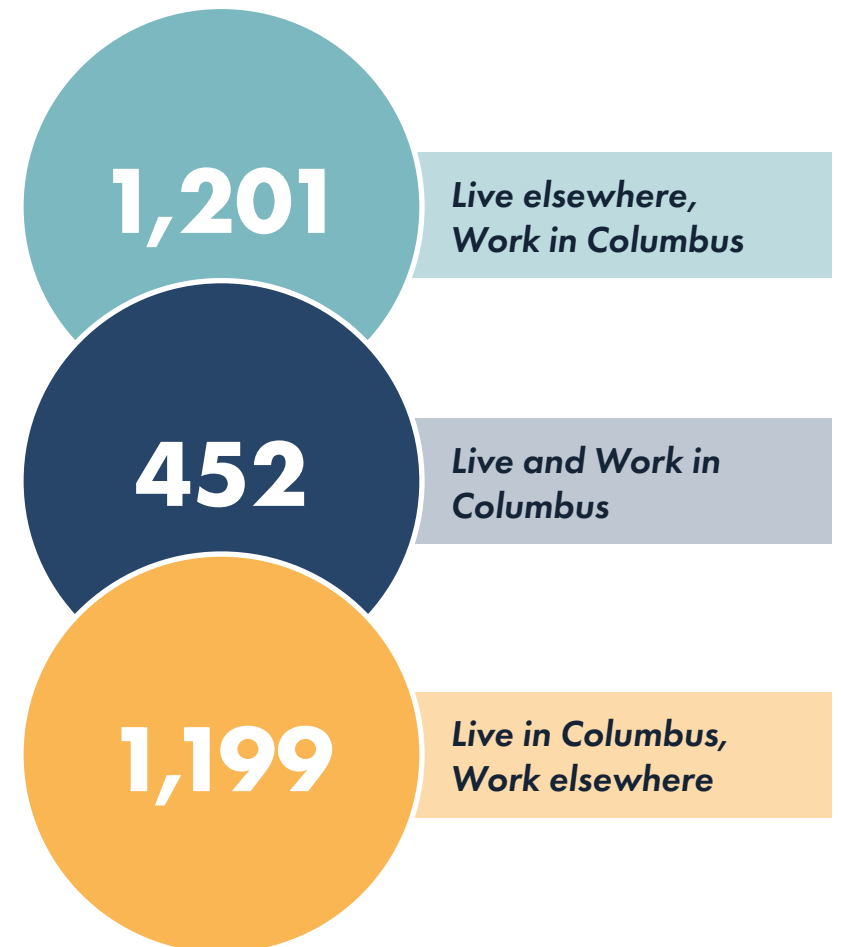 1,201
Live elsewhere,
Work in Columbus
452
Live and Work in
Columbus
1,199
Live in Columbus,
Work elsewhere